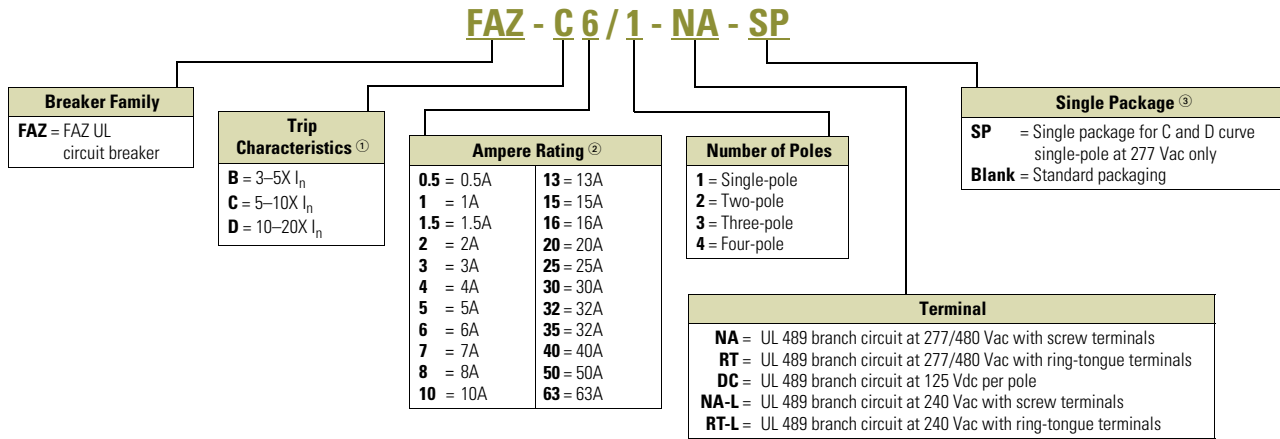 FAZ - C 6 / 1 - NA - SP
Breaker Family
FAZ = FAZ UL
circuit breaker
Trip
Characteristics ①
B = 3–5X In
C = 5–10X In
D = 10–20X In
Ampere Rating ②
0.5 = 0.5A
1 = 1A
1.5 = 1.5A
2 = 2A
3 = 3A
4 = 4A
5 = 5A
6 = 6A
7 = 7A
8 = 8A
10 = 10A
13 = 13A
15 = 15A
16 = 16A
20 = 20A
25 = 25A
30 = 30A
32 = 32A
35 = 32A
40 = 40A
50 = 50A
63 = 63A
Number of Poles
1 = Single-pole
2 = Two-pole
3 = Three-pole
4 = Four-pole
Terminal
NA = UL 489 branch circuit at 277/480 Vac with screw terminals
RT = UL 489 branch circuit at 277/480 Vac with ring-tongue terminals
DC = UL 489 branch circuit at 125 Vdc per pole
NA-L = UL 489 branch circuit at 240 Vac with screw terminals
RT-L = UL 489 branch circuit at 240 Vac with ring-tongue terminals
Single Package ③
SP = Single package for C and D curve
single-pole at 277 Vac only
Blank = Standard packaging